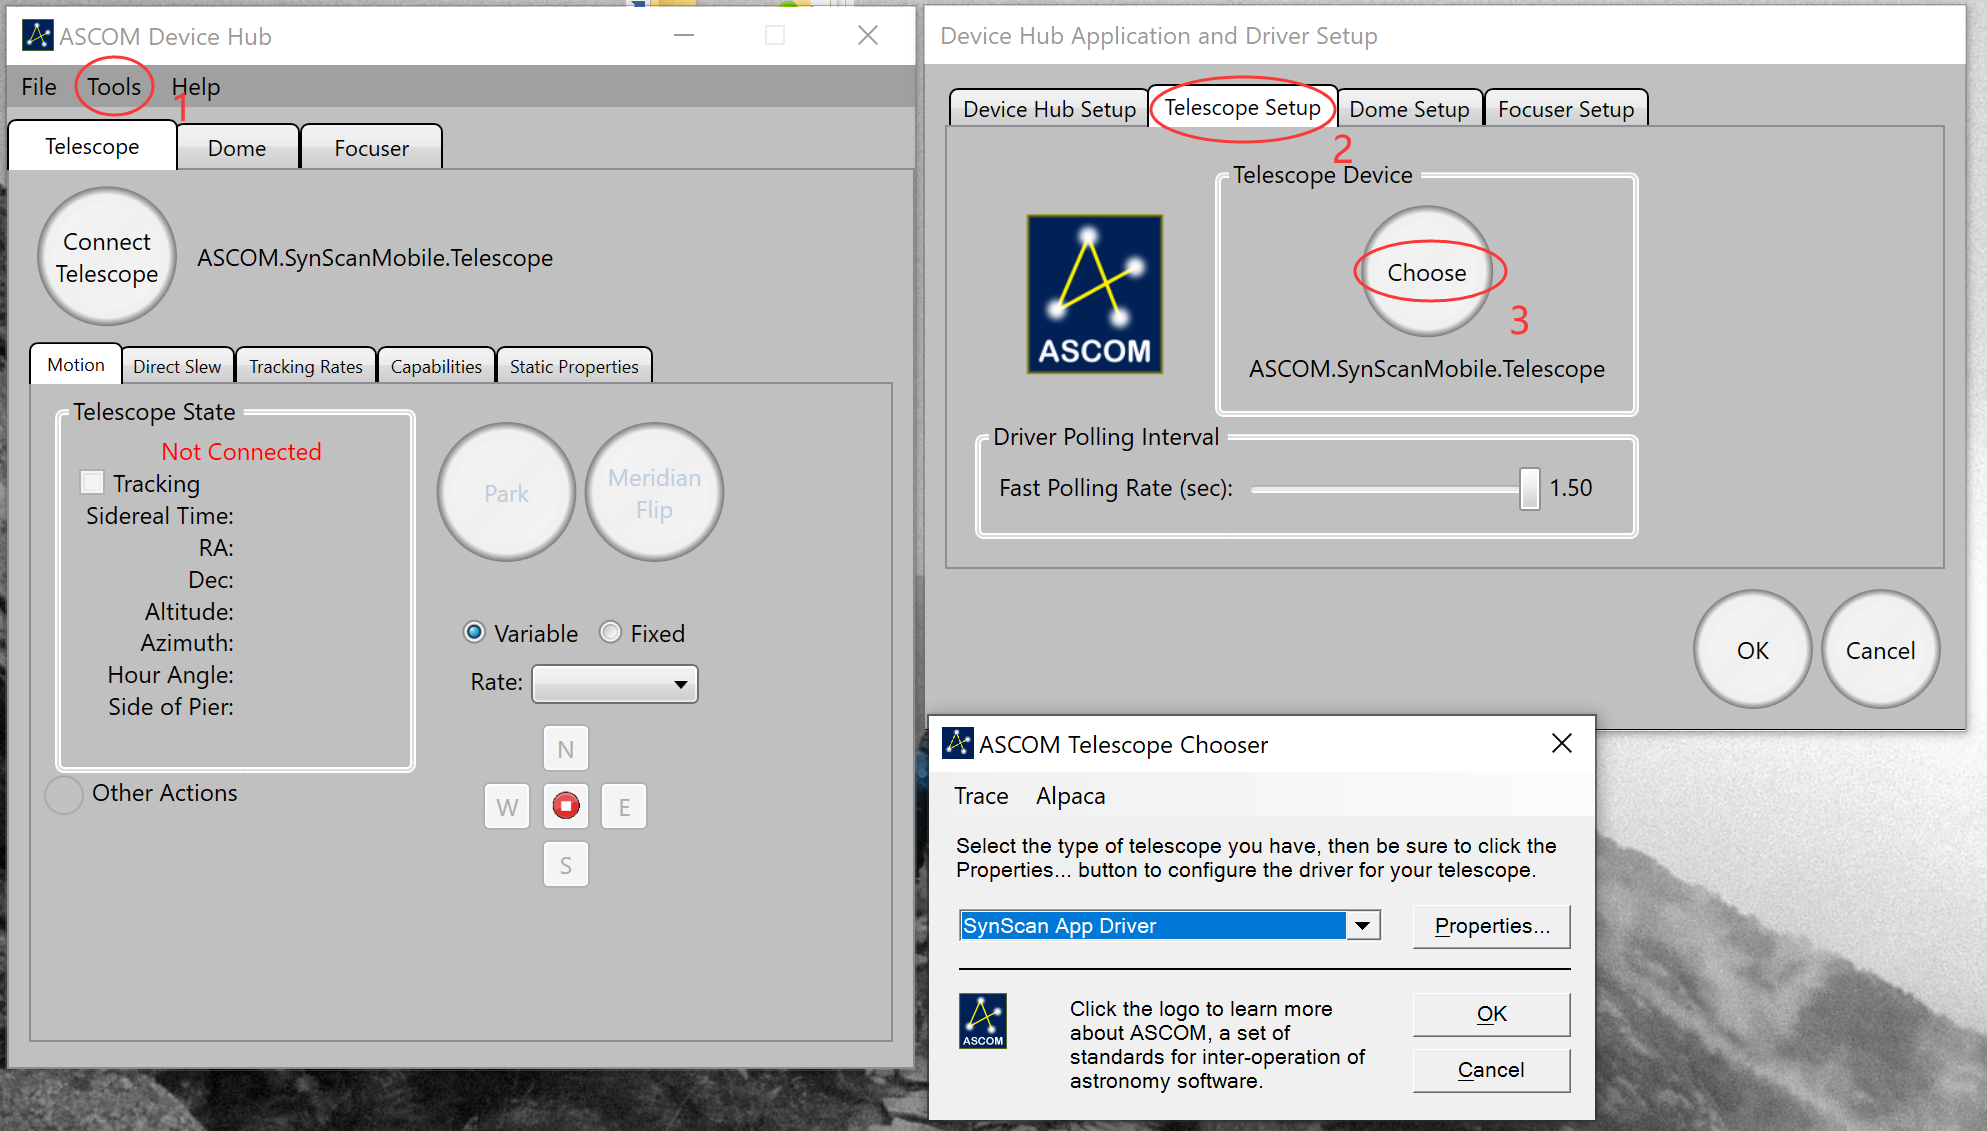 ASCOM Device Hub
File Tools Help
1
Telescope Dome Focuser
Connect
Telescope
ASCOM.SynScanMobile.Telescope
Motion Direct Slew Tracking Rates Capabilities Static Properties
Telescope State
Not Connected
Tracking
Sidereal Time:
RA:
Dec:
Altitude:
Azimuth:
Hour Angle:
Side of Pier:
Other Actions
Park
Meridian
Flip
Variable Fixed
Rate:
N
W E
S
Device Hub Application and Driver Setup
Device Hub Setup Telescope Setup Dome Setup Focuser Setup
2
Telescope Device
Choose
3
ASCOM
ASCOM.SynScanMobile.Telescope
Driver Polling Interval
Fast Polling Rate (sec): 1.50
OK Cancel
ASCOM Telescope Chooser
Trace Alpaca
Select the type of telescope you have, then be sure to click the
Properties... button to configure the driver for your telescope.
SynScan App Driver
Properties...
ASCOM
Click the logo to learn more
about ASCOM, a set of
standards for inter-operation of
astronomy software.
OK
Cancel